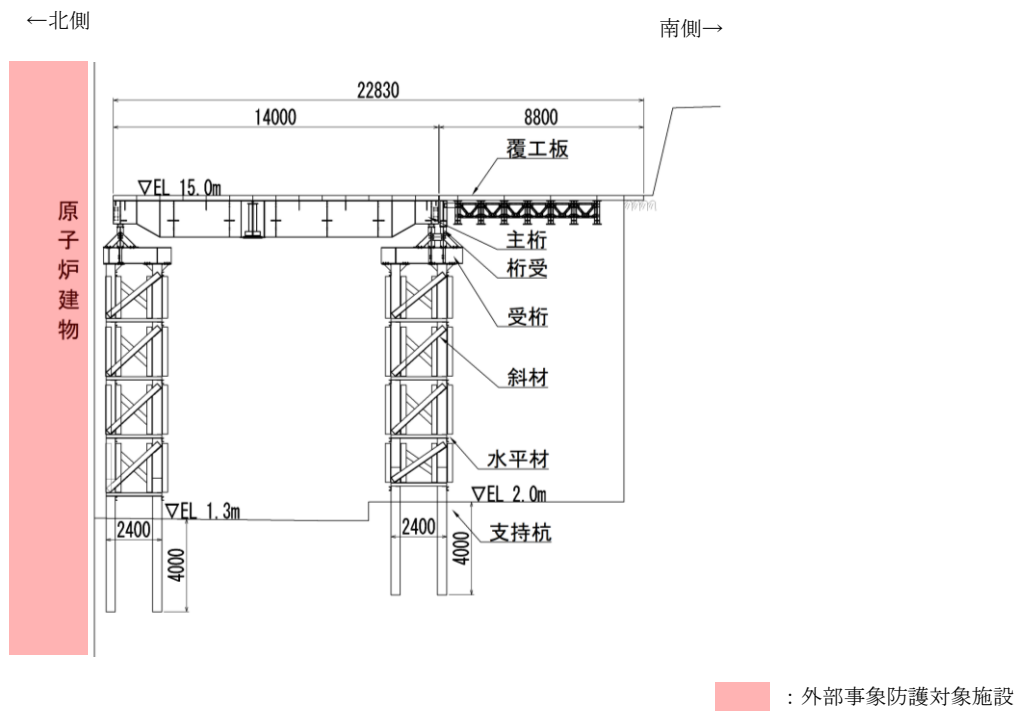 ←北側
南側→
22830
14000
8800
覆工板
▽EL 15.0m
原子炉建物
主桁
桁受
受桁
斜材
水平材
▽EL 2.0m
▽EL 1.3m
2400
2400
支持杭
4000
4000
：外部事象防護対象施設